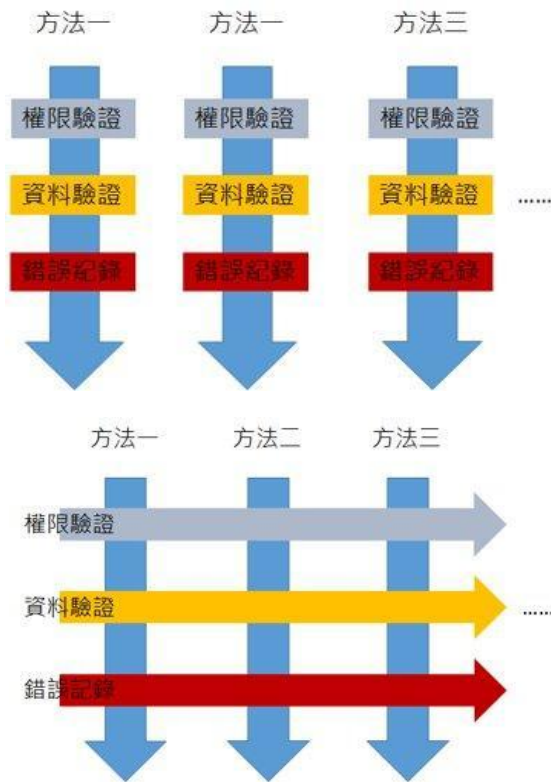 方法一 方法一 方法三
權限驗證 權限驗證 權限驗證
資料驗證 資料驗證 資料驗證 ......
錯誤紀錄 錯誤紀錄 錯誤紀錄
方法一 方法二 方法三
權限驗證
資料驗證 ......
錯誤記錄